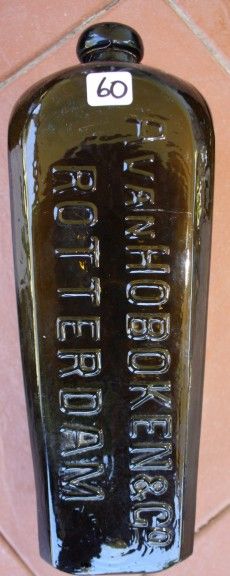 60
A VAN HOBOKEN & Co
ROTTERDAM